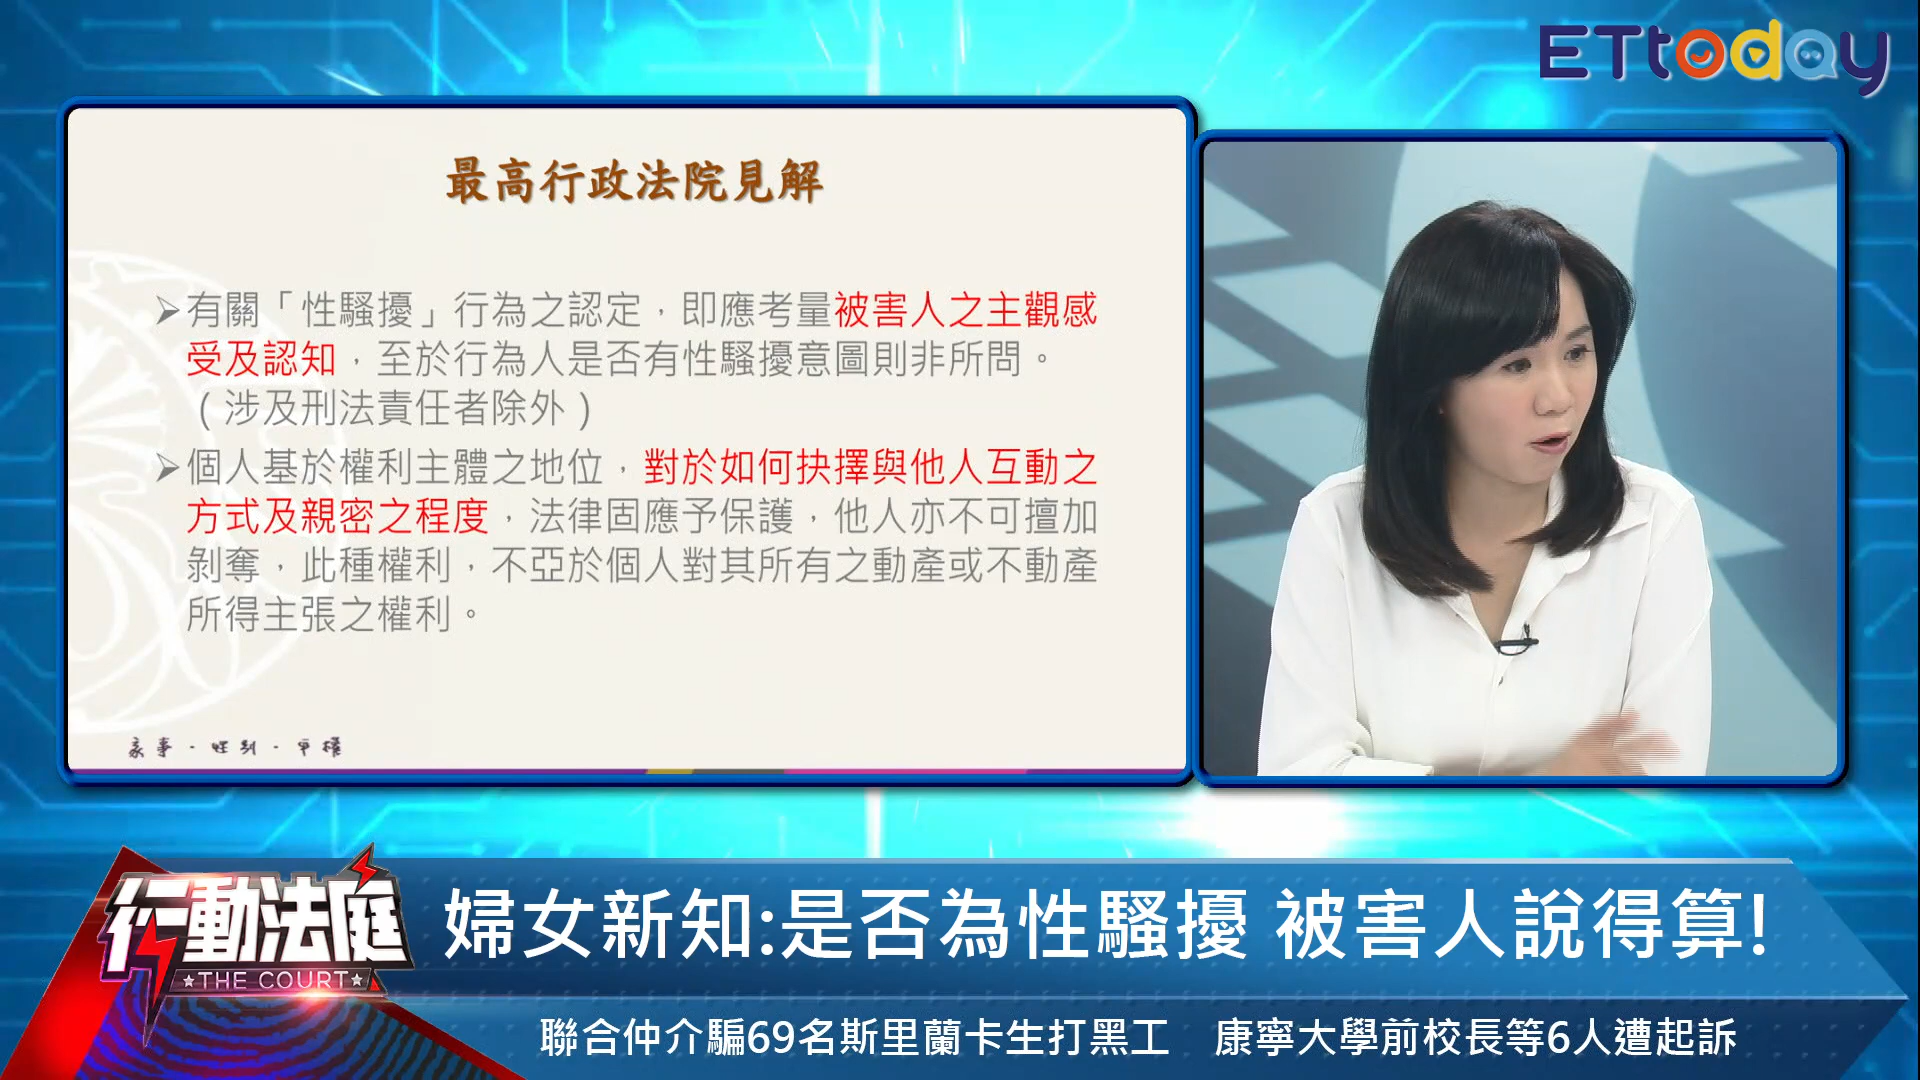 ETtoday
最高行政法院見解
➢有關「性騷擾」行為之認定，即應考量被害人之主觀感
受及認知，至於行為人是否有性騷擾意圖則非所問。
（涉及刑法責任者除外）
➢個人基於權利主體之地位，對於如何抉擇與他人互動之
方式及親密之程度，法律固應予保護，他人亦不可擅加
剝奪，此種權利，不亞於個人對其所有之動產或不動產
所得主張之權利。
家事‧性別‧平權
行動法庭
THE COURT
婦女新知:是否為性騷擾 被害人說得算!
聯合仲介騙69名斯里蘭卡生打黑工　康寧大學前校長等6人遭起訴